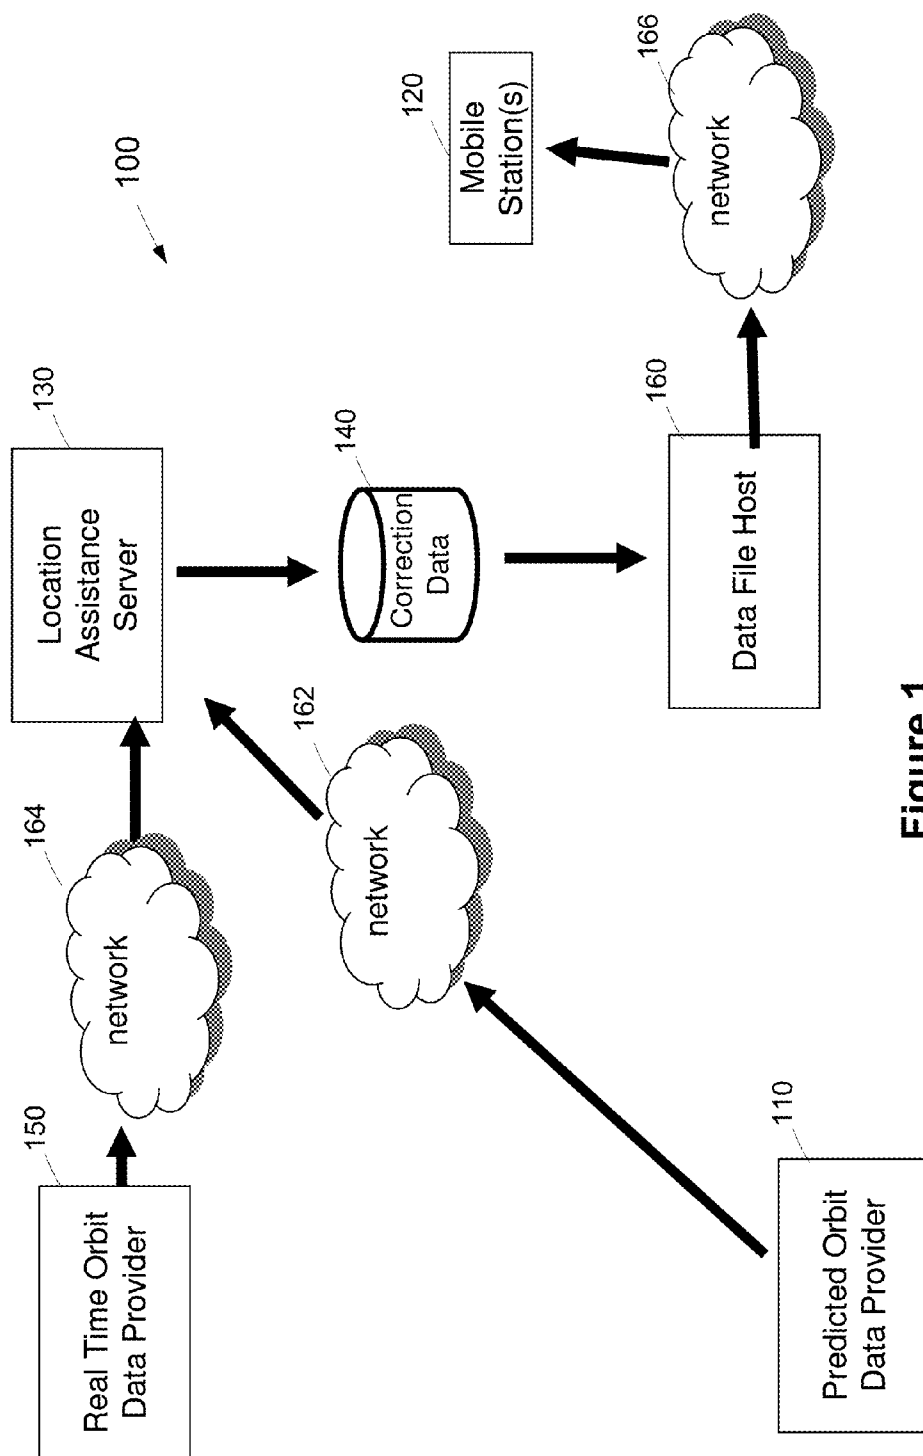 100
150
Real Time Orbit
Data Provider
164
network
130
Location
Assistance
Server
162
network
140
Correction
Data
120
Mobile
Station(s)
110
Predicted Orbit
Data Provider
160
Data File Host
166
network
Figure 1